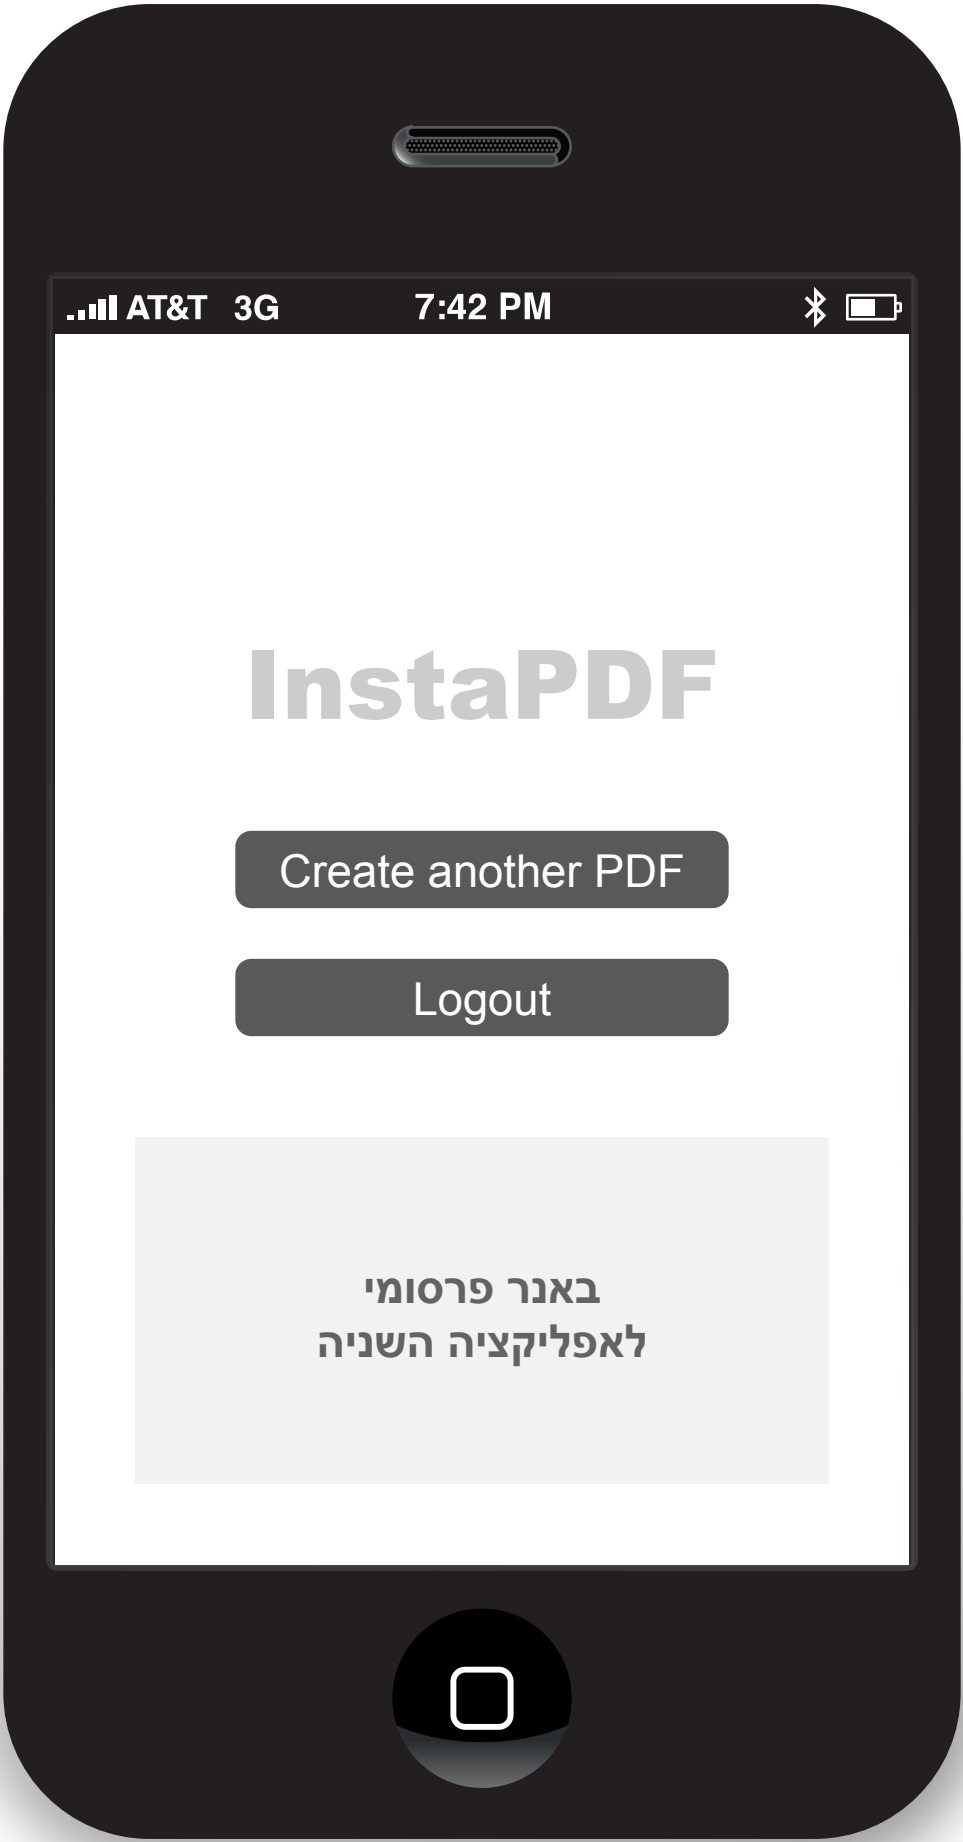 AT&T 3G 7:42 PM
InstaPDF
Create another PDF
Logout
באנר פרסומי
לאפליקציה השניה